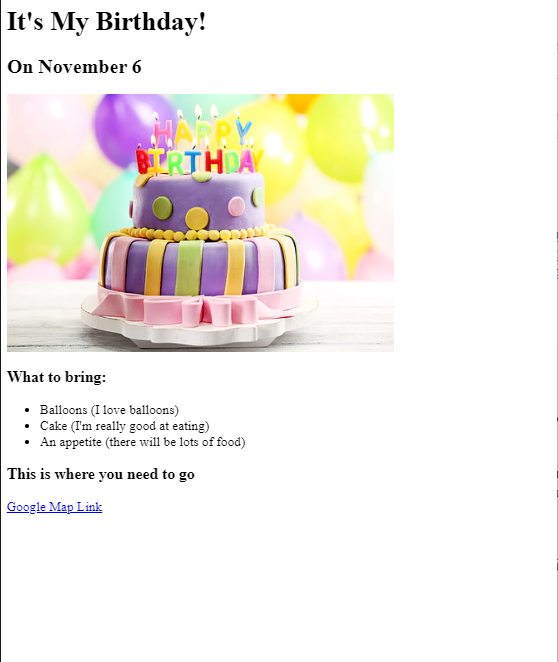 It's My Birthday!
On November 6
HAPPY
BIRTHDAY
What to bring:
Balloons (I love balloons)
Cake (I'm really good at eating)
An appetite (there will be lots of food)
This is where you need to go
Google Map Link